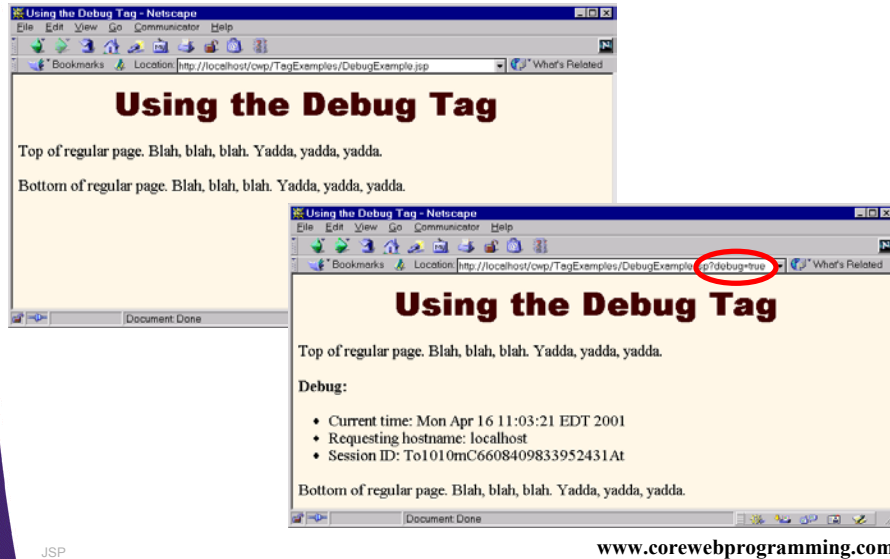 Using the Debug Tag - Netscape
File Edit View Go Communicator Help
Bookmarks Location: http://localhost/cwp/TagExamples/DebugExample.jsp What's Related
Using the Debug Tag
Top of regular page. Blah, blah, blah. Yadda, yadda, yadda.
Bottom of regular page. Blah, blah, blah. Yadda, yadda, yadda.
Document: Done
Using the Debug Tag - Netscape
File Edit View Go Communicator Help
Bookmarks Location: http://localhost/cwp/TagExamples/DebugExample.jsp?debug=true What's Related
Using the Debug Tag
Top of regular page. Blah, blah, blah. Yadda, yadda, yadda.
Debug:
Current time: Mon Apr 16 11:03:21 EDT 2001
Requesting hostname: localhost
Session ID: To1010mC6608409833952431At
Bottom of regular page. Blah, blah, blah. Yadda, yadda, yadda.
Document: Done
JSP
www.corewebprogramming.com